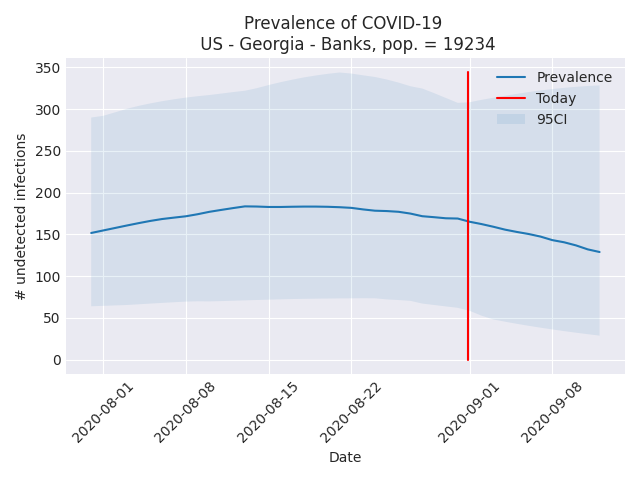 Prevalence of COVID-19
US - Georgia - Banks, pop. = 19234
# undetected infections
350
300
250
200
150
100
50
0
Prevalence
Today
95CI
2020-08-01
2020-08-08
2020-08-15
2020-08-22
2020-09-01
2020-09-08
Date